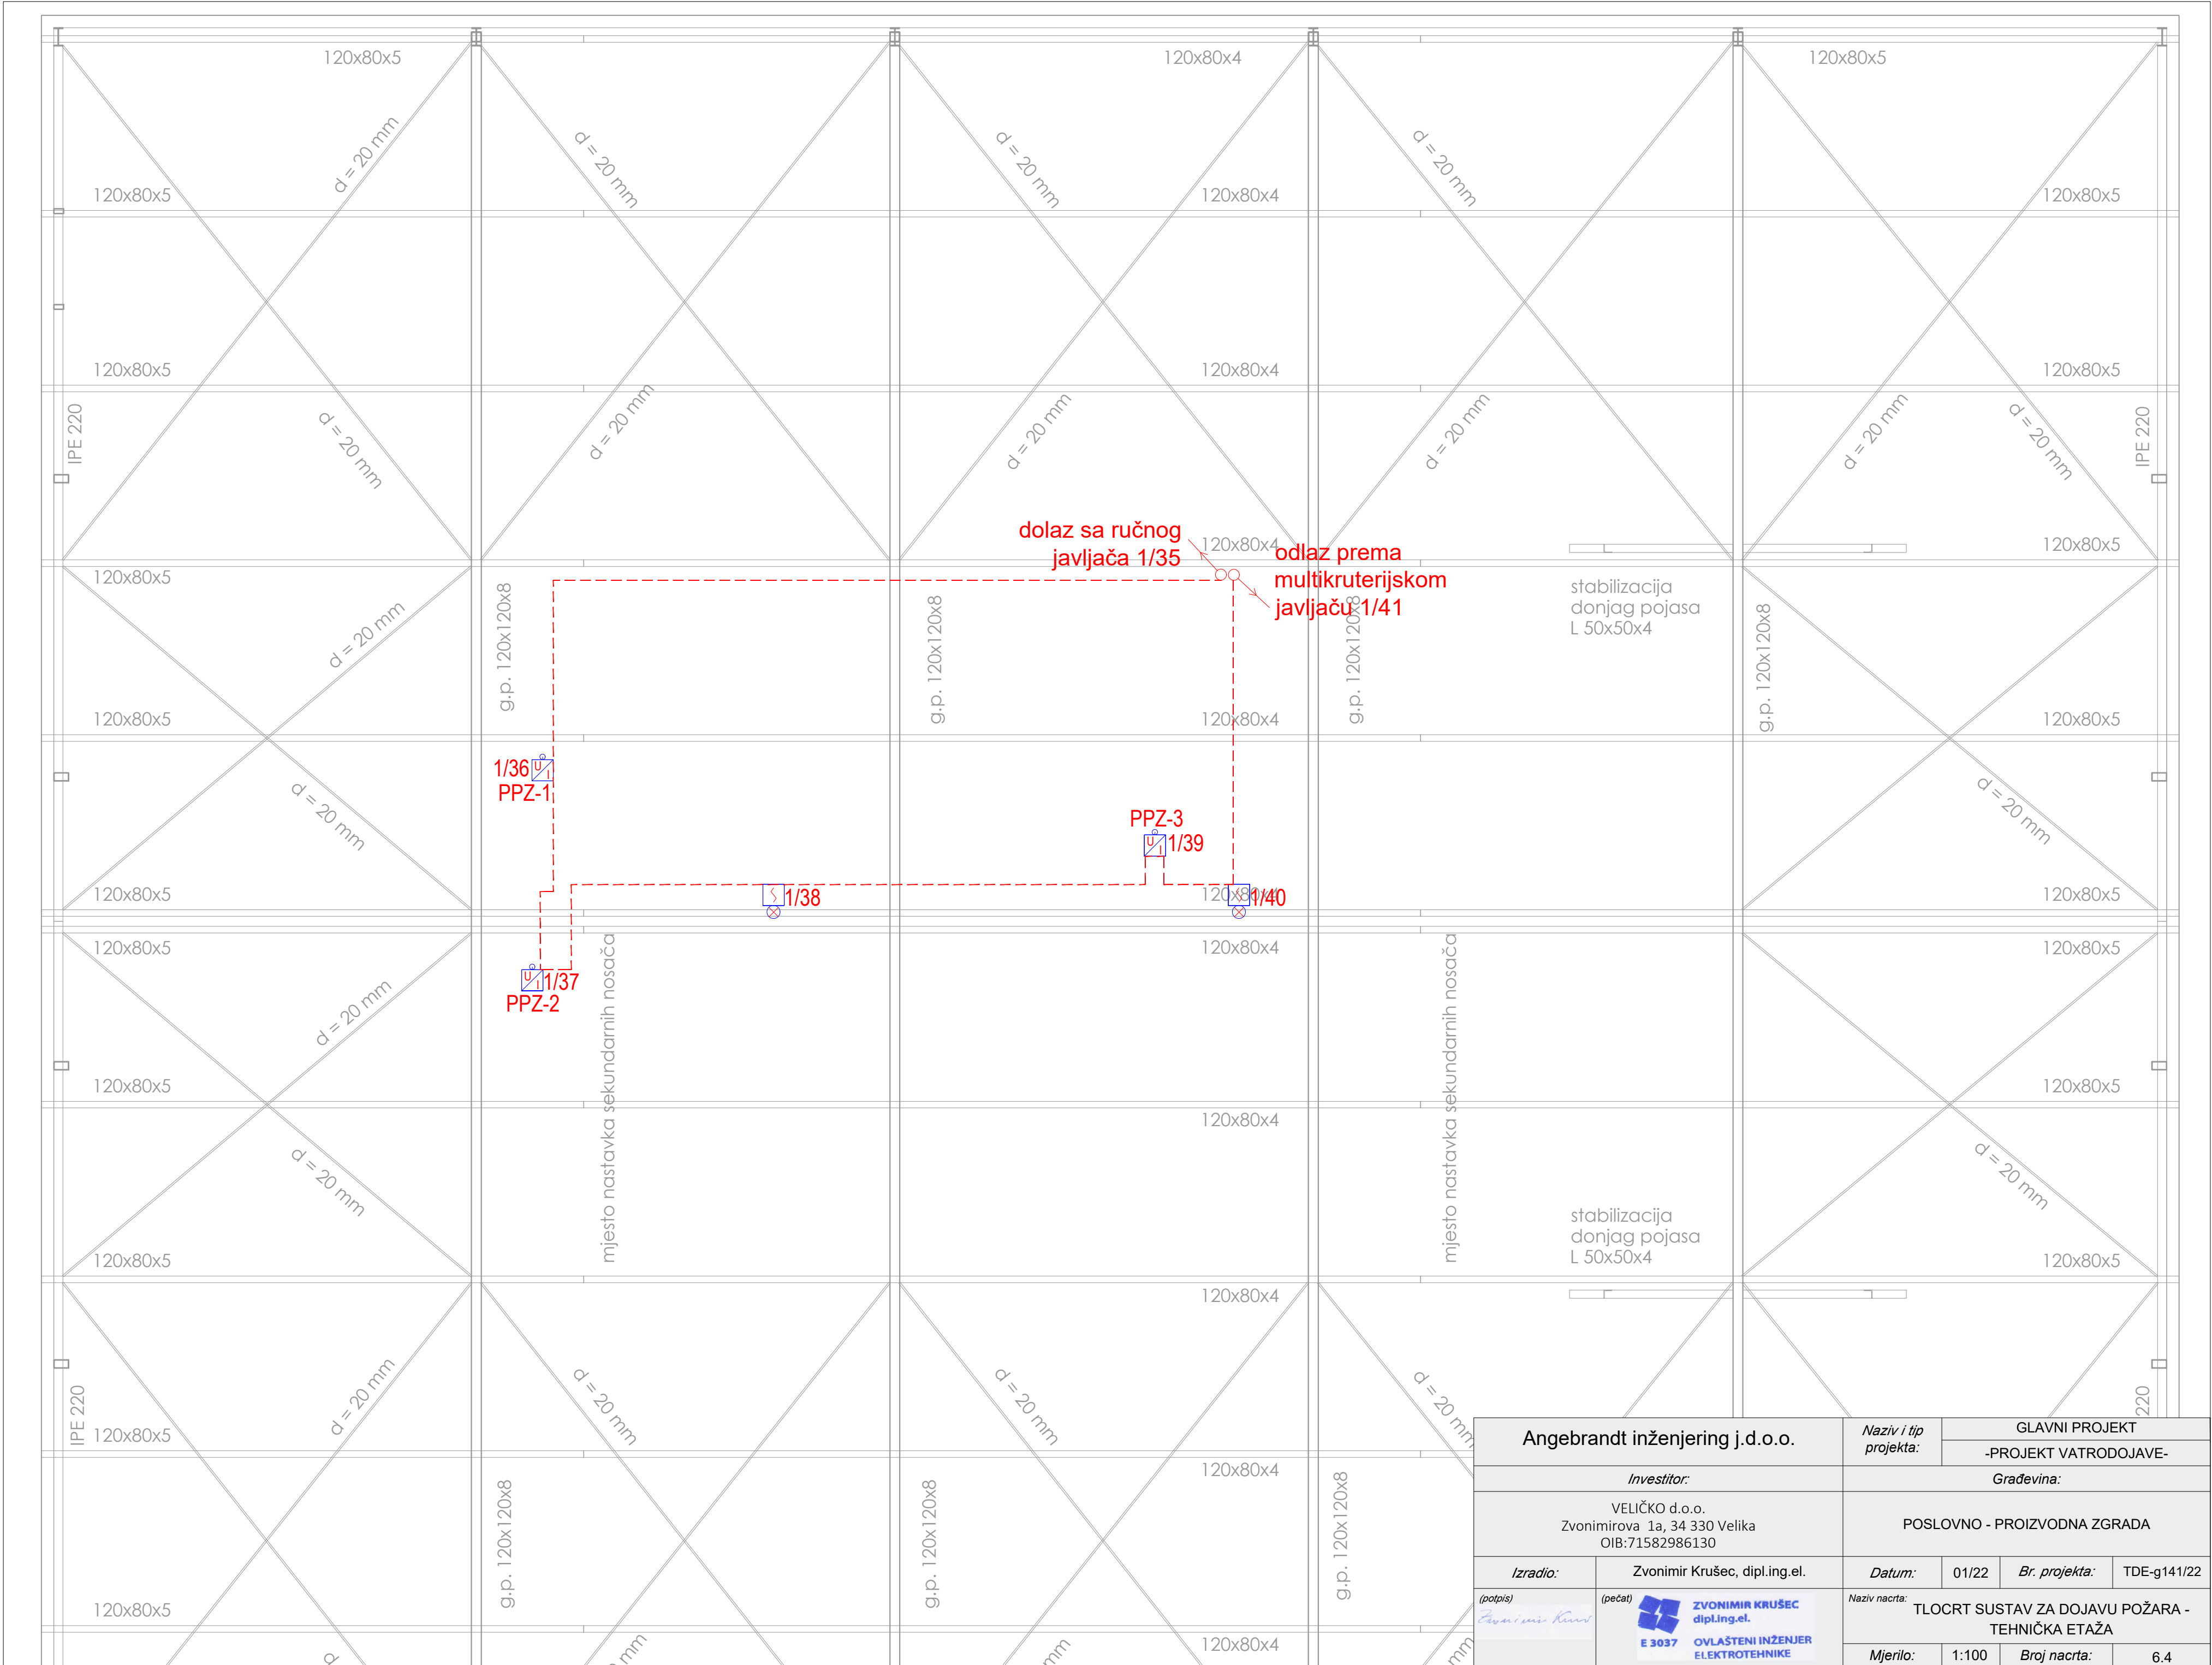 120x80x5
120x80x4
120x80x5
d = 20 mm
d = 20 mm
d = 20 mm
d = 20 mm
120x80x5
120x80x4
120x80x5
120x80x5
120x80x4
120x80x5
IPE 220
d = 20 mm
d = 20 mm
d = 20 mm
d = 20 mm
d = 20 mm
d = 20 mm
IPE 220
dolaz sa ručnog
javljača 1/35
120x80x4
odlaz prema
multikruterijskom
javljaču 1/41
120x80x5
120x80x5
g.p. 120x120x8
g.p. 120x120x8
g.p. 120x120x8
stabilizacija
donjag pojasa
L 50x50x4
g.p. 120x120x8
d = 20 mm
120x80x5
120x80x4
120x80x5
1/36
U
I
PPZ-1
d = 20 mm
d = 20 mm
PPZ-3
U
I
1/39
120x80x5
1/38
120x80x4
1/40
120x80x5
120x80x5
120x80x4
120x80x5
U
I
1/37
PPZ-2
mjesto nastavka sekundarnih nosača
mjesto nastavka sekundarnih nosača
d = 20 mm
120x80x5
120x80x5
120x80x4
d = 20 mm
d = 20 mm
stabilizacija
donjag pojasa
L 50x50x4
120x80x5
120x80x5
120x80x4
IPE 220
d = 20 mm
d = 20 mm
d = 20 mm
d = 20 mm
220
120x80x5
120x80x4
g.p. 120x120x8
g.p. 120x120x8
g.p. 120x120x8
120x80x5
120x80x4
d
mm
mm
mm
Angebrandt inženjering j.d.o.o.
Naziv i tip
projekta:
GLAVNI PROJEKT
-PROJEKT VATRODOJAVE-
Investitor:
Građevina:
VELIČKO d.o.o.
Zvonimirova 1a, 34 330 Velika
OIB:71582986130
POSLOVNO - PROIZVODNA ZGRADA
Izradio:
Zvonimir Krušec, dipl.ing.el.
Datum:
01/22
Br. projekta:
TDE-g141/22
(potpis)
(pečat)
ZVONIMIR KRUŠEC
dipl.ing.el.
E 3037
OVLAŠTENI INŽENJER
ELEKTROTEHNIKE
Naziv nacrta:
TLOCRT SUSTAV ZA DOJAVU POŽARA -
TEHNIČKA ETAŽA
Mjerilo:
1:100
Broj nacrta:
6.4